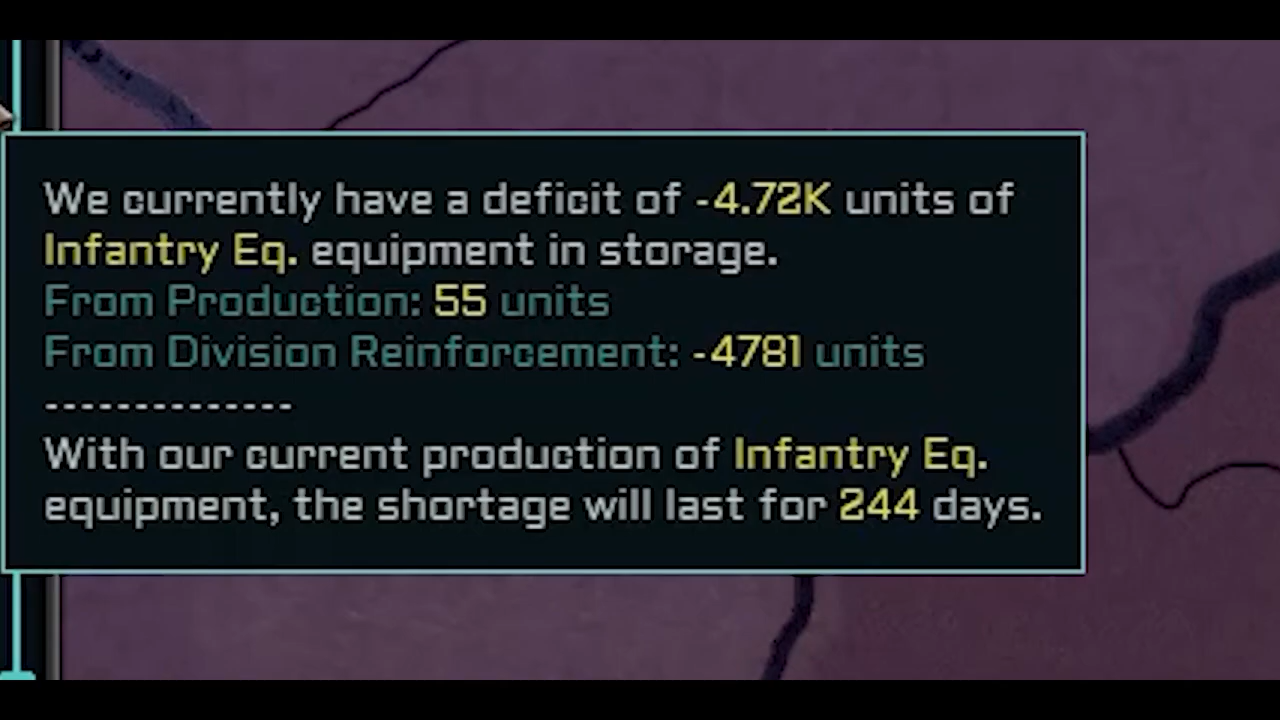 We currently have a deficit of -4.72K units of
Infantry Eq. equipment in storage.
From Production: 55 units
From Division Reinforcement: -4781 units
--------------
With our current production of Infantry Eq.
equipment, the shortage will last for 244 days.